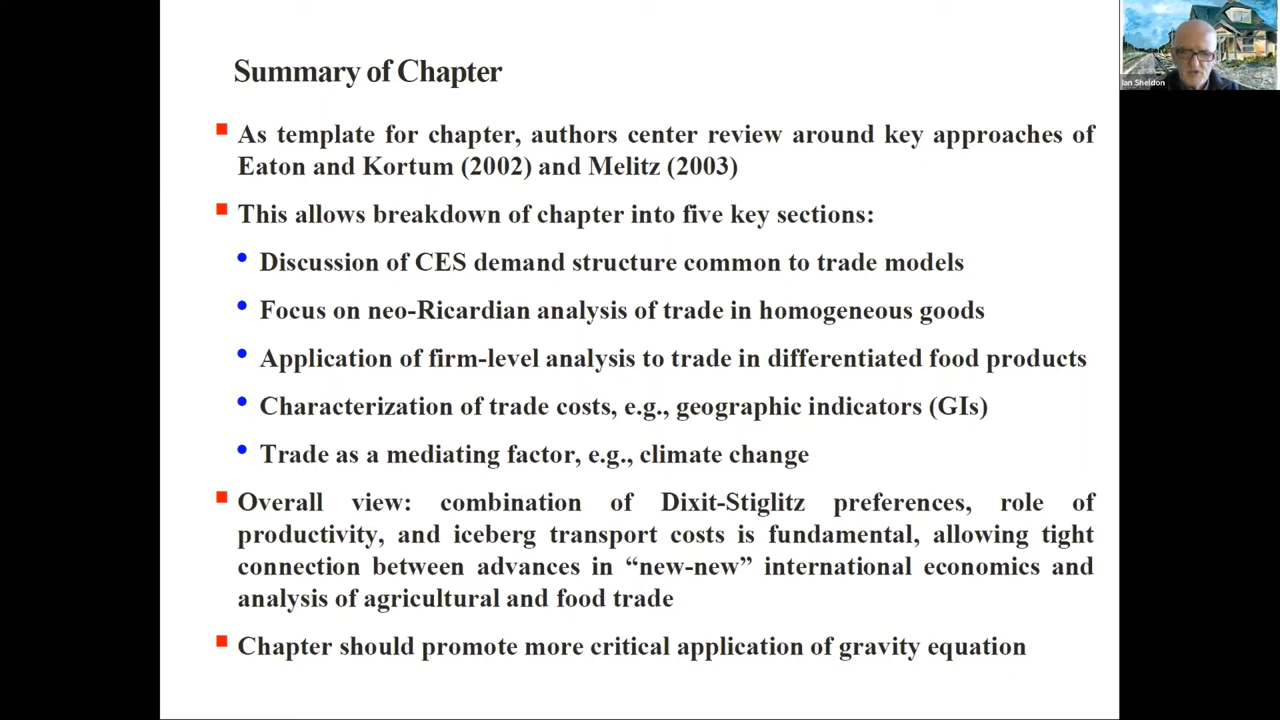 Summary of Chapter
As template for chapter, authors center review around key approaches of
Eaton and Kortum (2002) and Melitz (2003)
This allows breakdown of chapter into five key sections:
Discussion of CES demand structure common to trade models
Focus on neo-Ricardian analysis of trade in homogeneous goods
Application of firm-level analysis to trade in differentiated food products
Characterization of trade costs, e.g., geographic indicators (GIs)
Trade as a mediating factor, e.g., climate change
Overall view: combination of Dixit-Stiglitz preferences, role of
productivity, and iceberg transport costs is fundamental, allowing tight
connection between advances in “new-new” international economics and
analysis of agricultural and food trade
Chapter should promote more critical application of gravity equation
Ian Sheldon